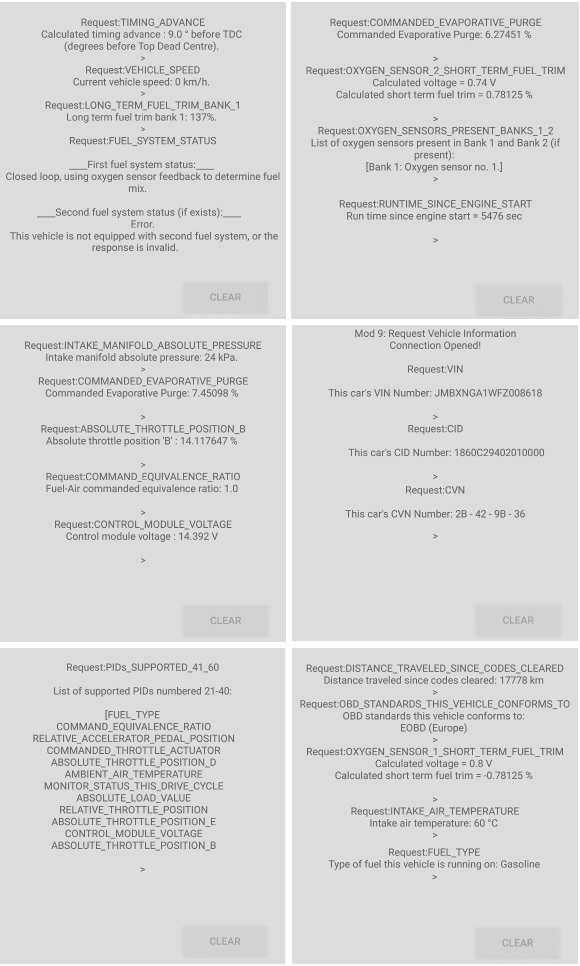 Request:TIMING_ADVANCE
Calculated timing advance : 9.0 ° before TDC
(degrees before Top Dead Centre).
>
Request:VEHICLE_SPEED
Current vehicle speed: 0 km/h.
>
Request:LONG_TERM_FUEL_TRIM_BANK_1
Long term fuel trim bank 1: 137%.
>
Request:FUEL_SYSTEM_STATUS
____First fuel system status:____
Closed loop, using oxygen sensor feedback to determine fuel
mix.
____Second fuel system status (if exists):____
Error.
This vehicle is not equipped with second fuel system, or the
response is invalid.
CLEAR
Request:COMMANDED_EVAPORATIVE_PURGE
Commanded Evaporative Purge: 6.27451 %
>
Request:OXYGEN_SENSOR_2_SHORT_TERM_FUEL_TRIM
Calculated voltage = 0.74 V
Calculated short term fuel trim = 0.78125 %
>
Request:OXYGEN_SENSORS_PRESENT_BANKS_1_2
List of oxygen sensors present in Bank 1 and Bank 2 (if
present):
[Bank 1: Oxygen sensor no. 1.]
>
Request:RUNTIME_SINCE_ENGINE_START
Run time since engine start = 5476 sec
>
CLEAR
Request:INTAKE_MANIFOLD_ABSOLUTE_PRESSURE
Intake manifold absolute pressure: 24 kPa.
>
Request:COMMANDED_EVAPORATIVE_PURGE
Commanded Evaporative Purge: 7.45098 %
>
Request:ABSOLUTE_THROTTLE_POSITION_B
Absolute throttle position 'B' : 14.117647 %
>
Request:COMMAND_EQUIVALENCE_RATIO
Fuel-Air commanded equivalence ratio: 1.0
>
Request:CONTROL_MODULE_VOLTAGE
Control module voltage : 14.392 V
>
CLEAR
Mod 9: Request Vehicle Information
Connection Opened!
Request:VIN
This car's VIN Number: JMBXNGA1WFZ008618
>
Request:CID
This car's CID Number: 1860C29402010000
>
Request:CVN
This car's CVN Number: 2B - 42 - 9B - 36
>
CLEAR
Request:PIDs_SUPPORTED_41_60
List of supported PIDs numbered 21-40:
[FUEL_TYPE
COMMAND_EQUIVALENCE_RATIO
RELATIVE_ACCELERATOR_PEDAL_POSITION
COMMANDED_THROTTLE_ACTUATOR
ABSOLUTE_THROTTLE_POSITION_D
AMBIENT_AIR_TEMPERATURE
MONITOR_STATUS_THIS_DRIVE_CYCLE
ABSOLUTE_LOAD_VALUE
RELATIVE_THROTTLE_POSITION
ABSOLUTE_THROTTLE_POSITION_E
CONTROL_MODULE_VOLTAGE
ABSOLUTE_THROTTLE_POSITION_B
>
CLEAR
Request:DISTANCE_TRAVELED_SINCE_CODES_CLEARED
Distance traveled since codes cleared: 17778 km
>
Request:OBD_STANDARDS_THIS_VEHICLE_CONFORMS_TO
OBD standards this vehicle conforms to:
EOBD (Europe)
>
Request:OXYGEN_SENSOR_1_SHORT_TERM_FUEL_TRIM
Calculated voltage = 0.8 V
Calculated short term fuel trim = -0.78125 %
>
Request:INTAKE_AIR_TEMPERATURE
Intake air temperature: 60 °C
>
Request:FUEL_TYPE
Type of fuel this vehicle is running on: Gasoline
>
CLEAR